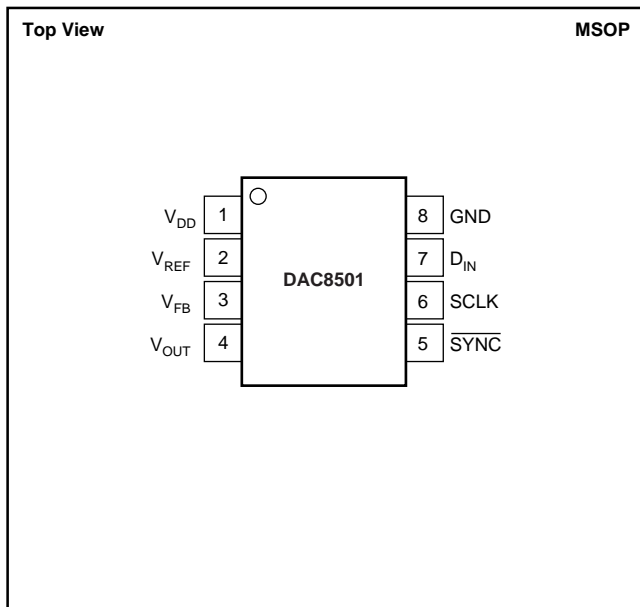 Top View
MSOP
V_DD 1
8 GND
V_REF 2
7 D_IN
DAC8501
V_FB 3
6 SCLK
V_OUT 4
5 S̅Y̅N̅C̅